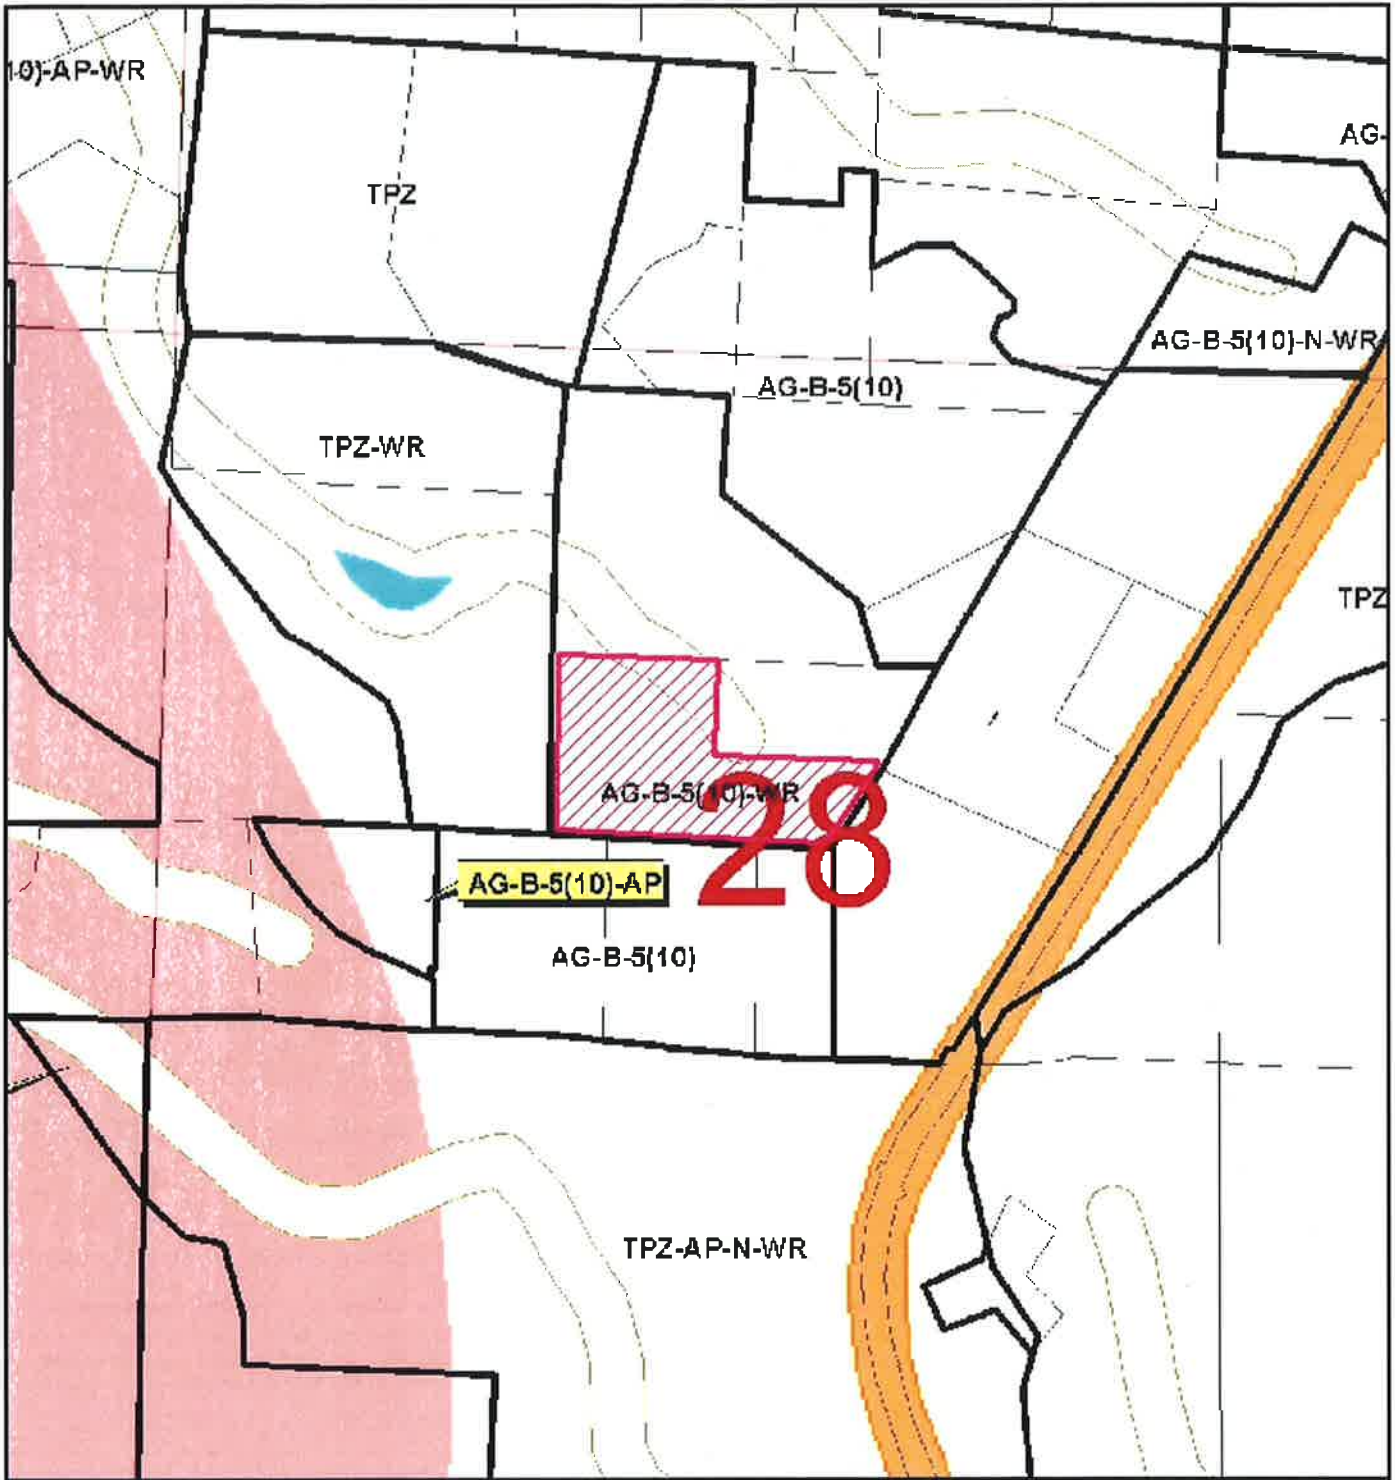 10)-AP-WR
AG-
TPZ
AG-B-5(10)-N-WR
AG-B-5(10)
TPZ-WR
TPZ
AG-B-5(10)-WR
28
AG-B-5(10)-AP
AG-B-5(10)
TPZ-AP-N-WR